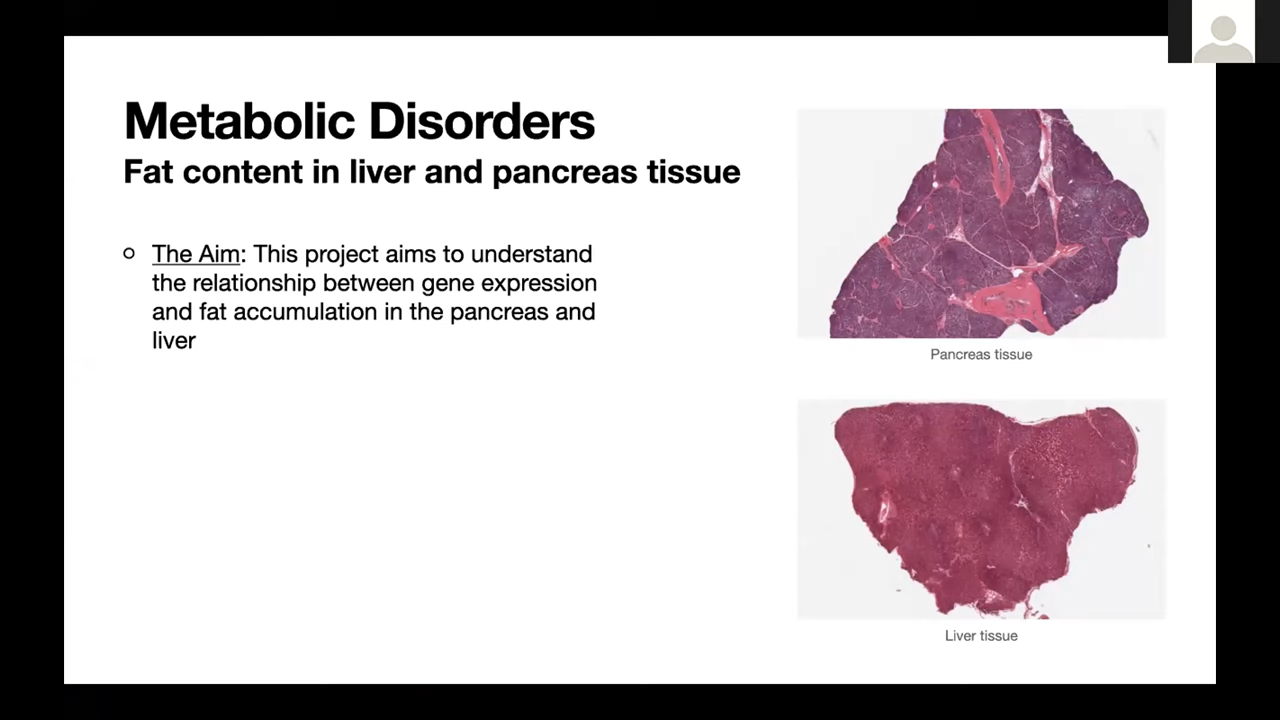 Metabolic Disorders
Fat content in liver and pancreas tissue
The Aim: This project aims to understand
the relationship between gene expression
and fat accumulation in the pancreas and
liver
Pancreas tissue
Liver tissue